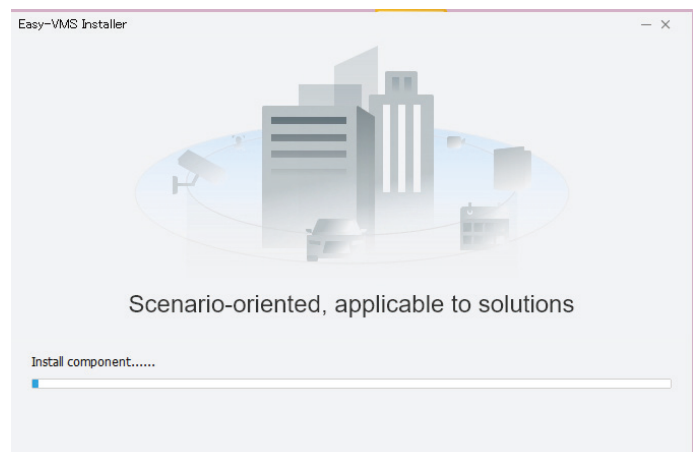 Easy-VMS Installer
Scenario-oriented, applicable to solutions
Install component......